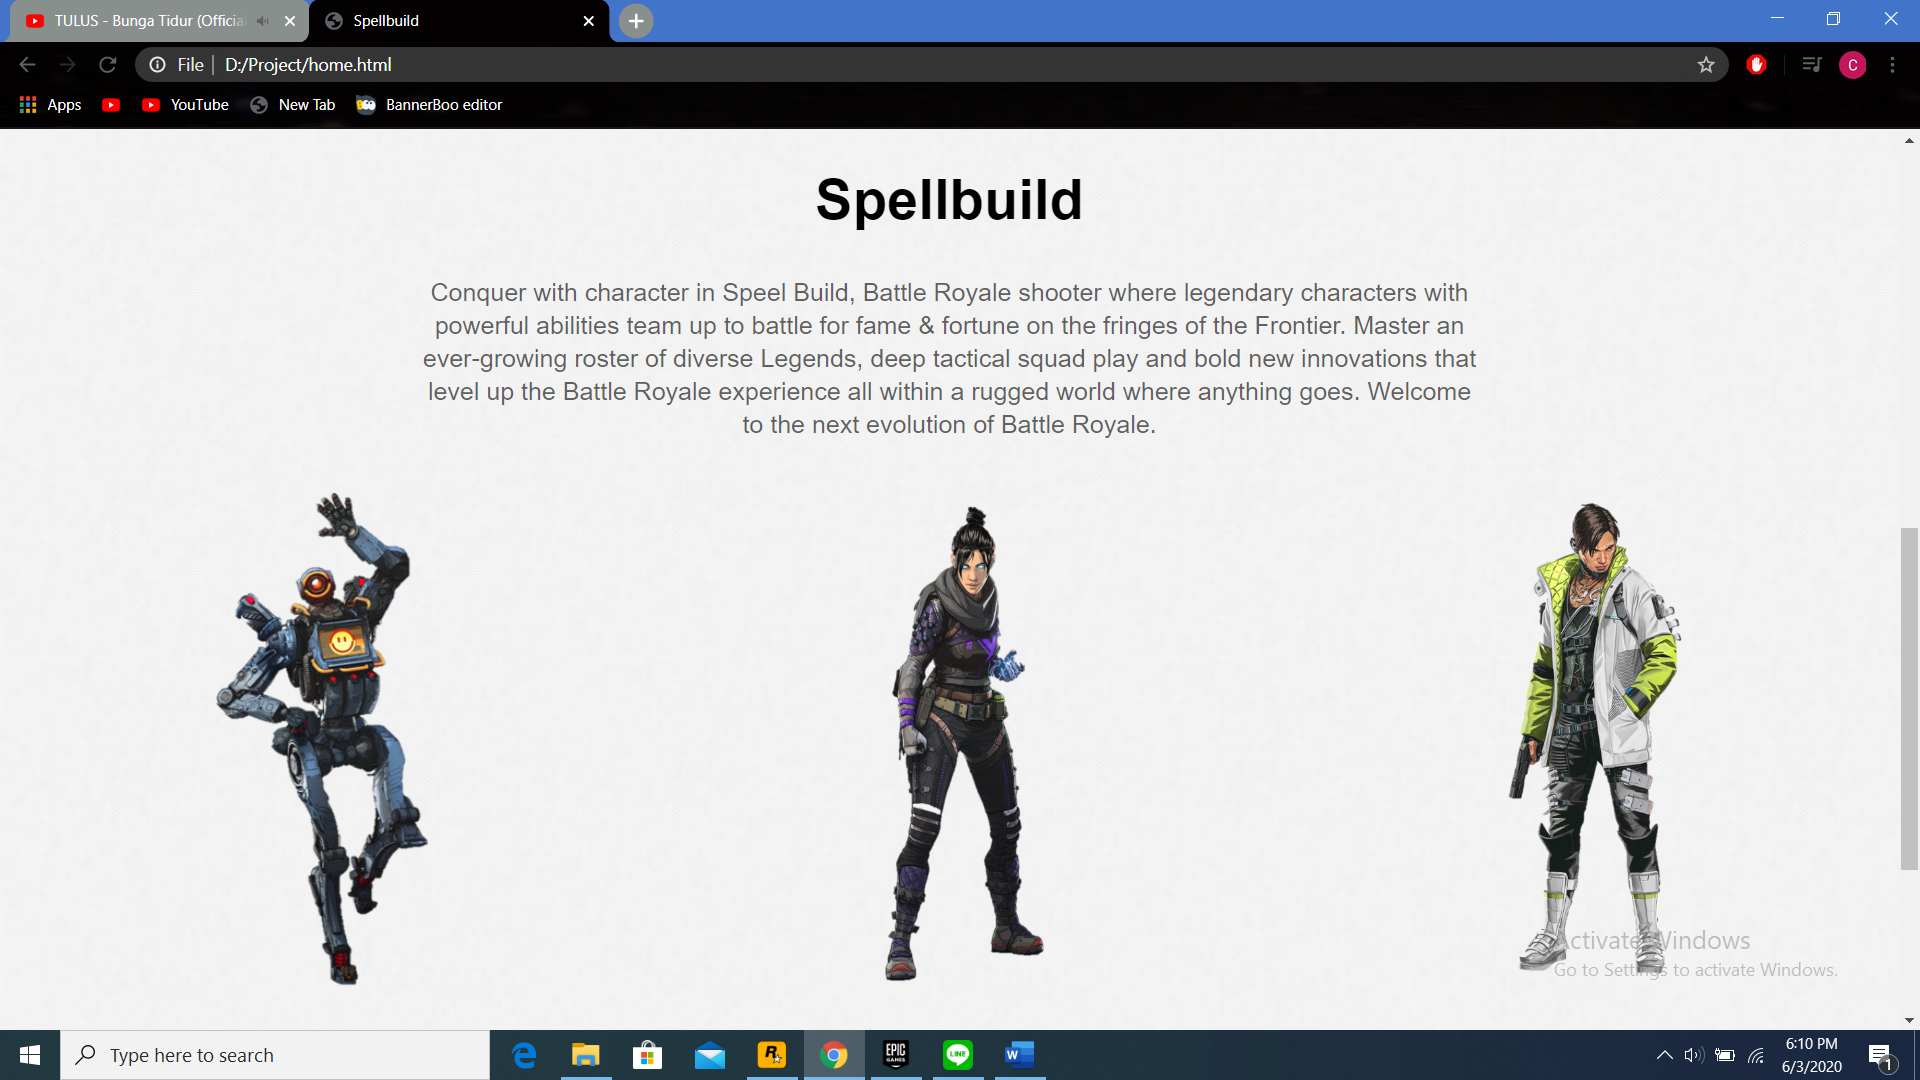 TULUS - Bunga Tidur (Officia
Spellbuild
File
D:/Project/home.html
C
Apps
YouTube
New Tab
BannerBoo editor
Spellbuild
Conquer with character in Speel Build, Battle Royale shooter where legendary characters with
powerful abilities team up to battle for fame & fortune on the fringes of the Frontier. Master an
ever-growing roster of diverse Legends, deep tactical squad play and bold new innovations that
level up the Battle Royale experience all within a rugged world where anything goes. Welcome
to the next evolution of Battle Royale.
Activate Windows
Go to Settings to activate Windows.
Type here to search
R
EPIC
GAMES
LINE
W
6:10 PM
6/3/2020
1